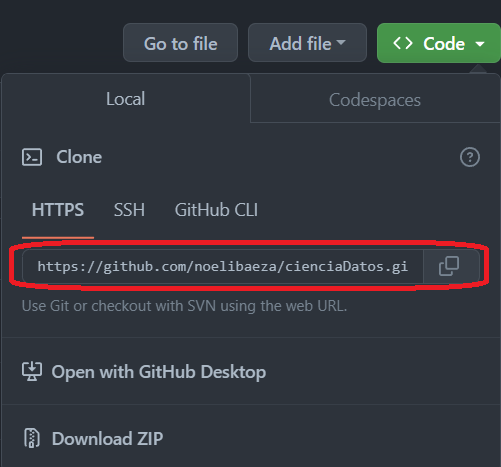 Go to file Add file Code
Local Codespaces
Clone
HTTPS SSH GitHub CLI
https://github.com/noelibaeza/cienciaDatos.gi
Use Git or checkout with SVN using the web URL.
Open with GitHub Desktop
Download ZIP